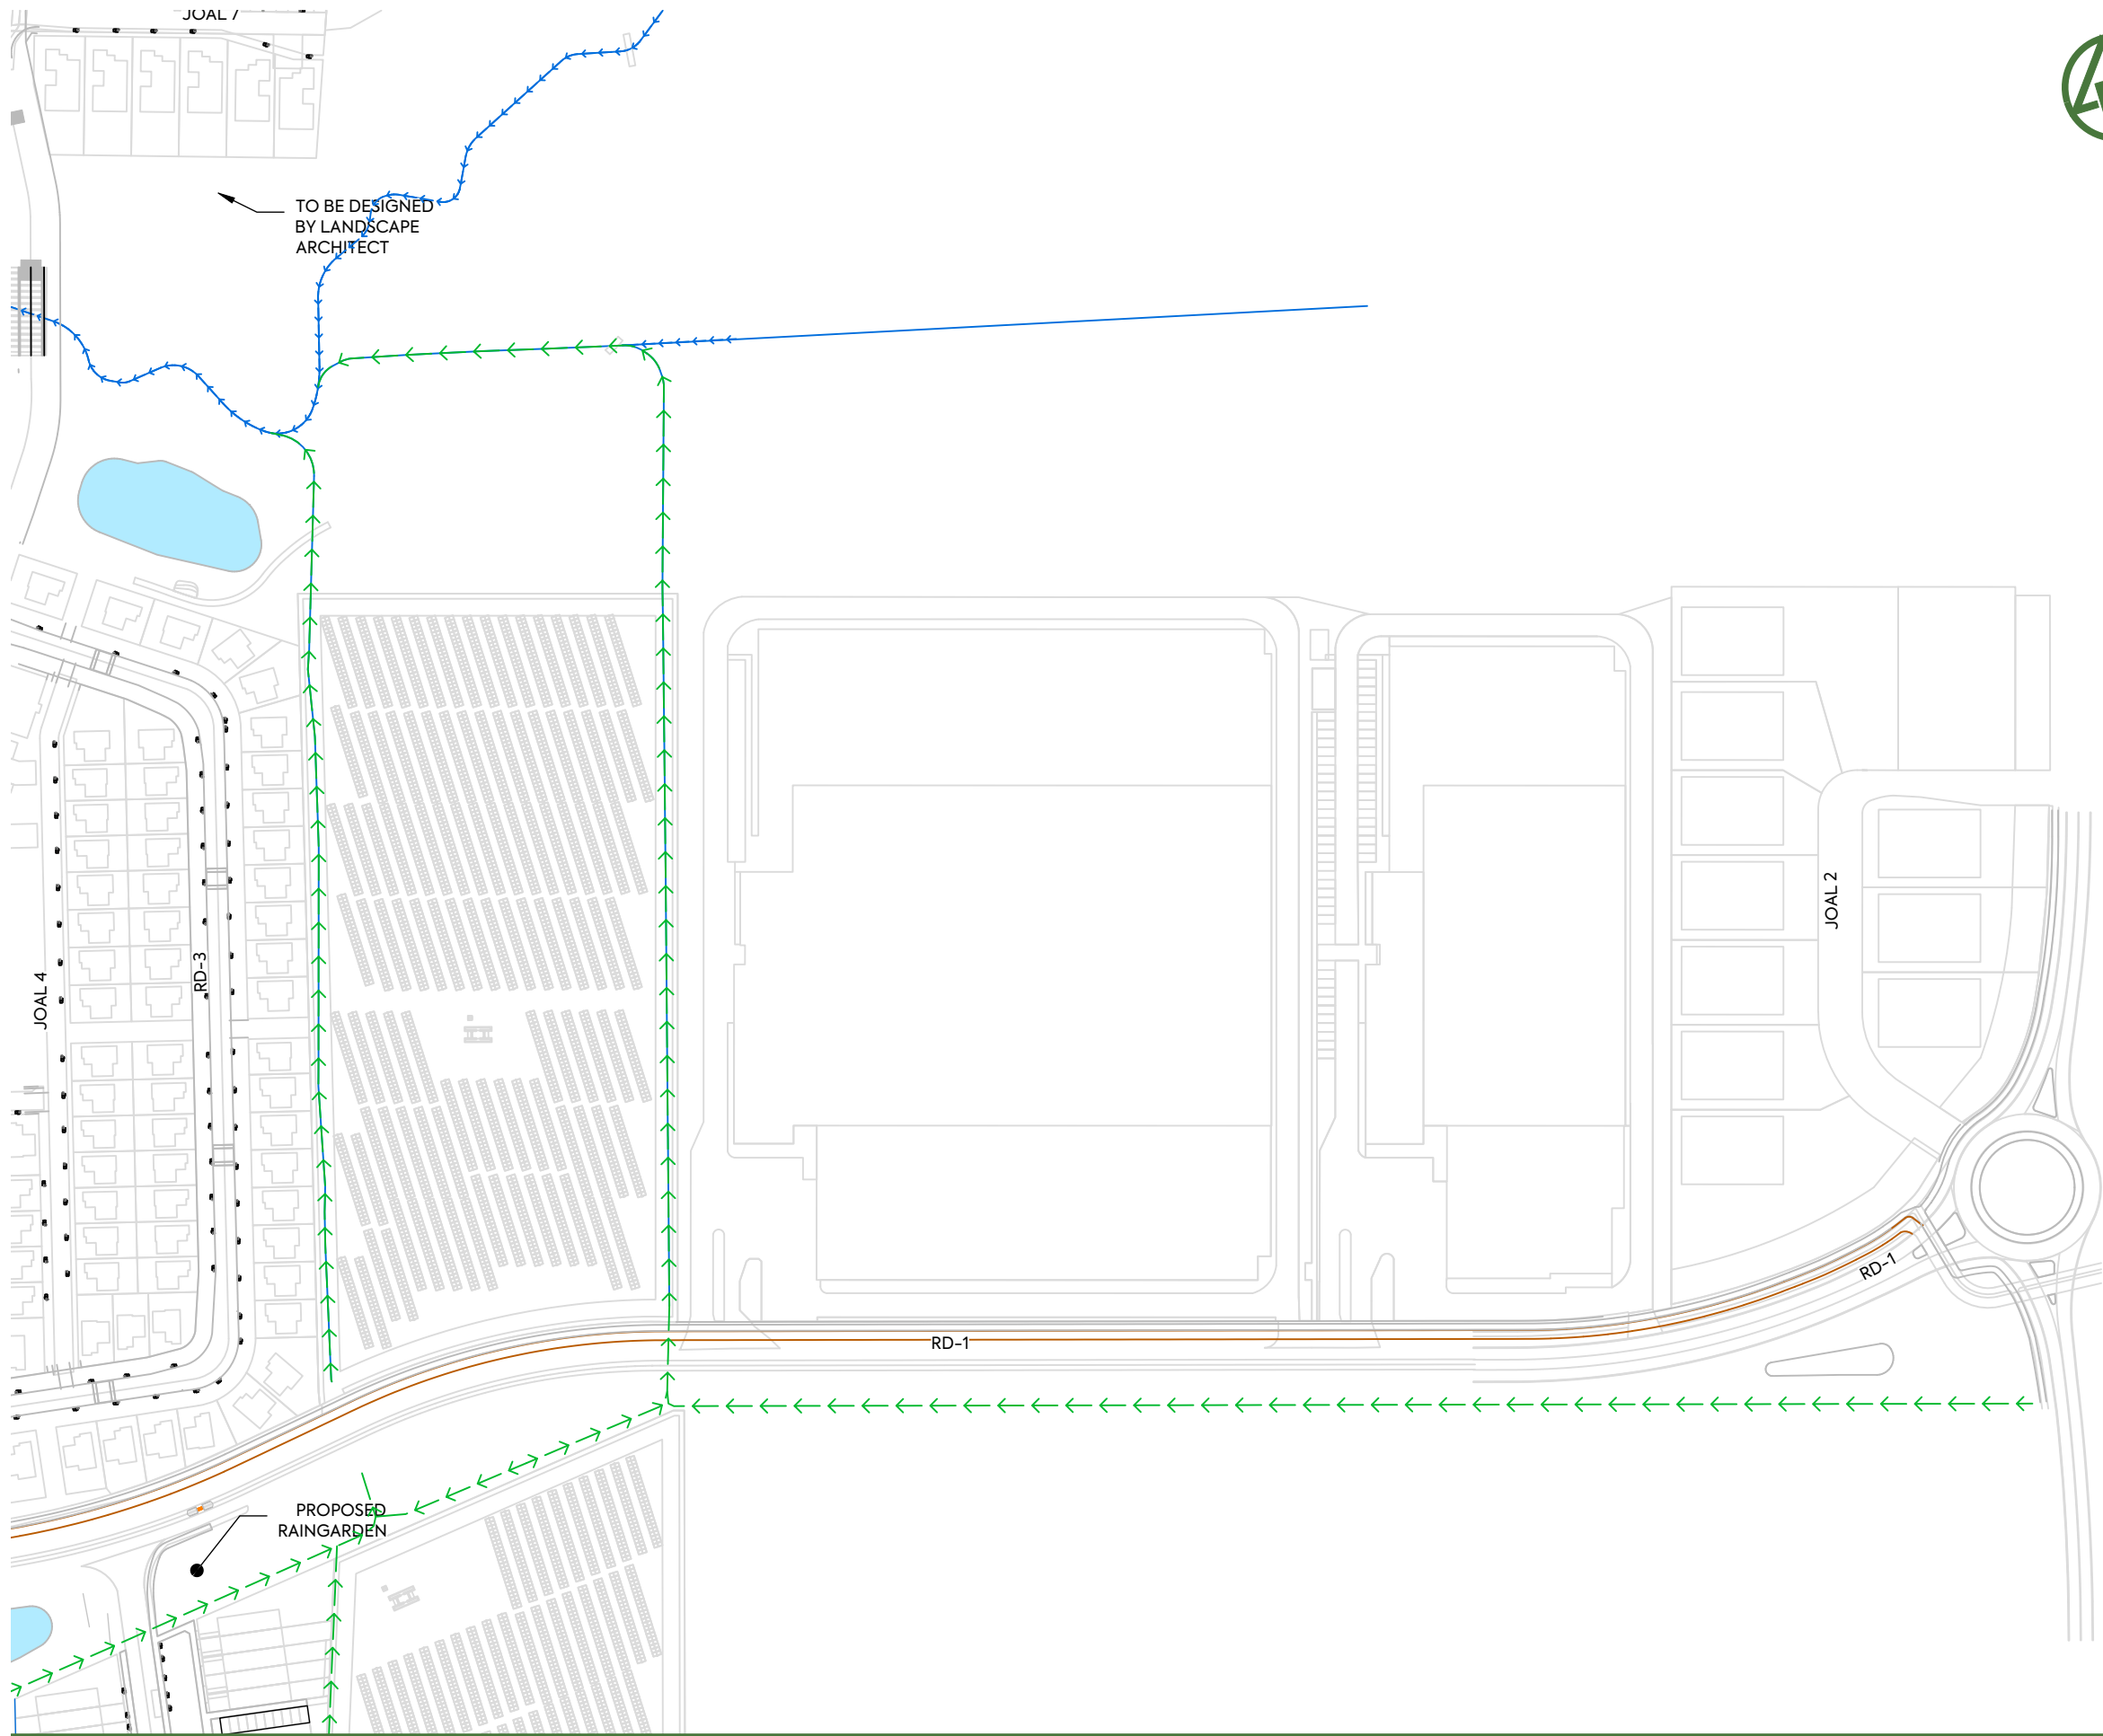 JOAL 7
TO BE DESIGNED
BY LANDSCAPE
ARCHITECT
JOAL 2
RD-3
JOAL 4
RD-1
RD-1
PROPOSED
RAINGARDEN